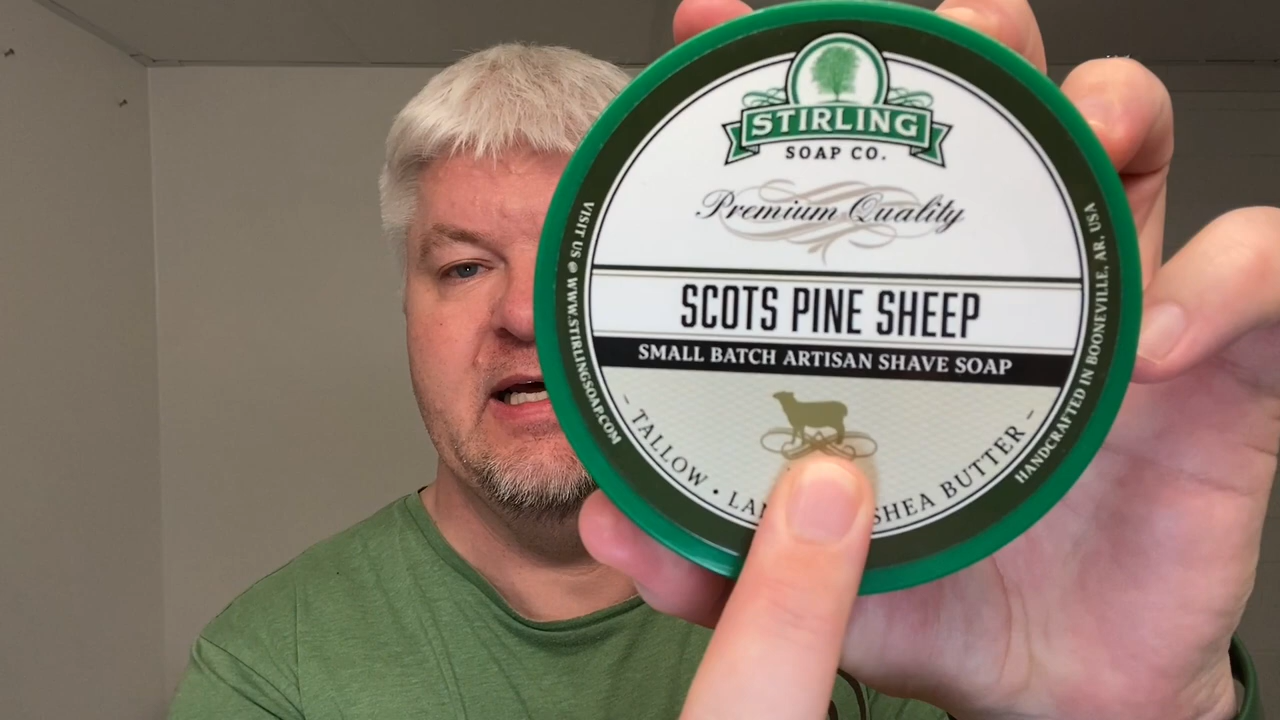 STIRLING
SOAP CO.
Premium Quality
SCOTS PINE SHEEP
SMALL BATCH ARTISAN SHAVE SOAP
– TALLOW • SHEA BUTTER –
VISIT US @ WWW.STIRLINGSOAP.COM
HANDCRAFTED IN BOONEVILLE, AR, USA